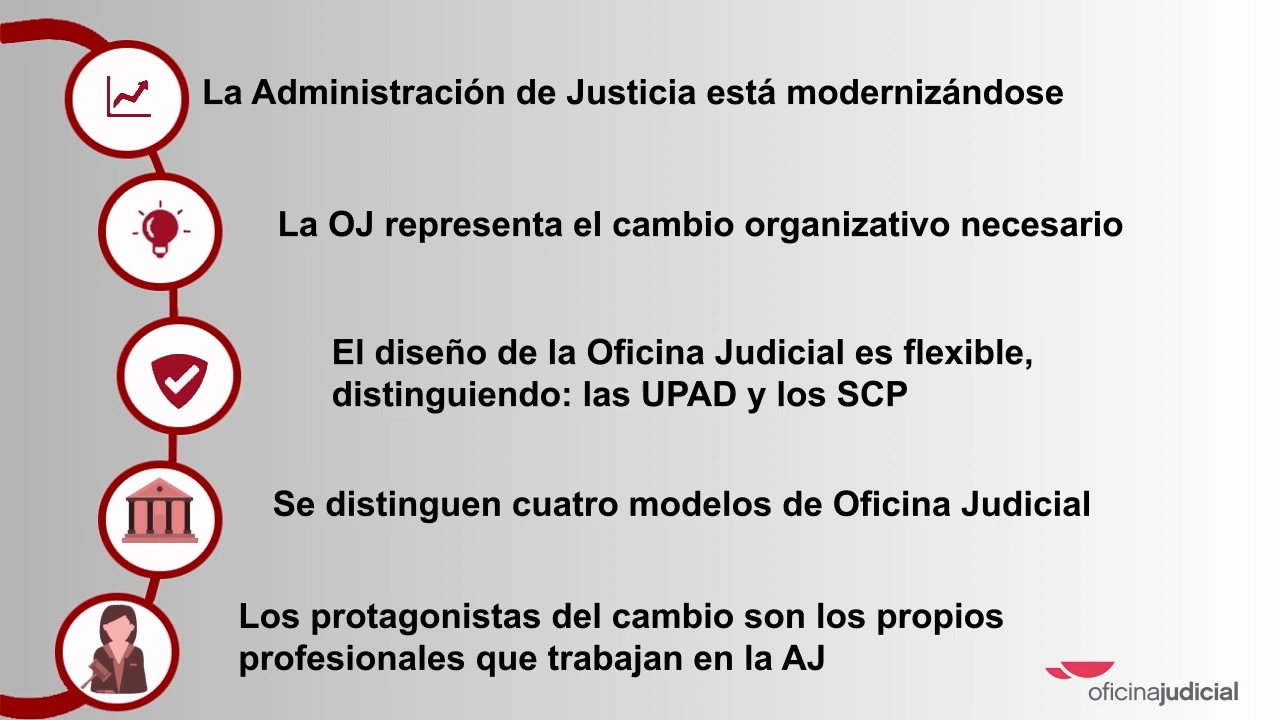 La Administración de Justicia está modernizándose
La OJ representa el cambio organizativo necesario
El diseño de la Oficina Judicial es flexible,
distinguiendo: las UPAD y los SCP
Se distinguen cuatro modelos de Oficina Judicial
Los protagonistas del cambio son los propios
profesionales que trabajan en la AJ
oficinajudicial